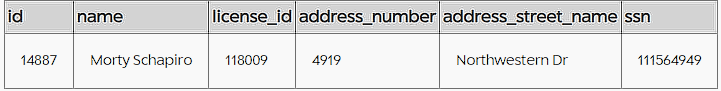 id name license_id address_number address_street_name ssn
14887 Morty Schapiro 118009 4919 Northwestern Dr 111564949